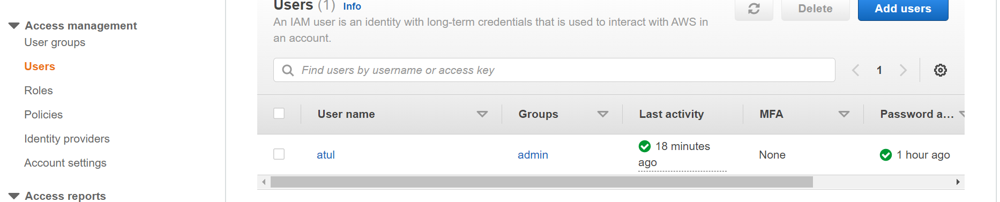 Access management
User groups
Users
Roles
Policies
Identity providers
Account settings
Access reports
Users (1) Info
An IAM user is an identity with long-term credentials that is used to interact with AWS in
an account.
Delete
Add users
Find users by username or access key
1
User name Groups Last activity MFA Password a...
atul admin 18 minutes
ago None 1 hour ago